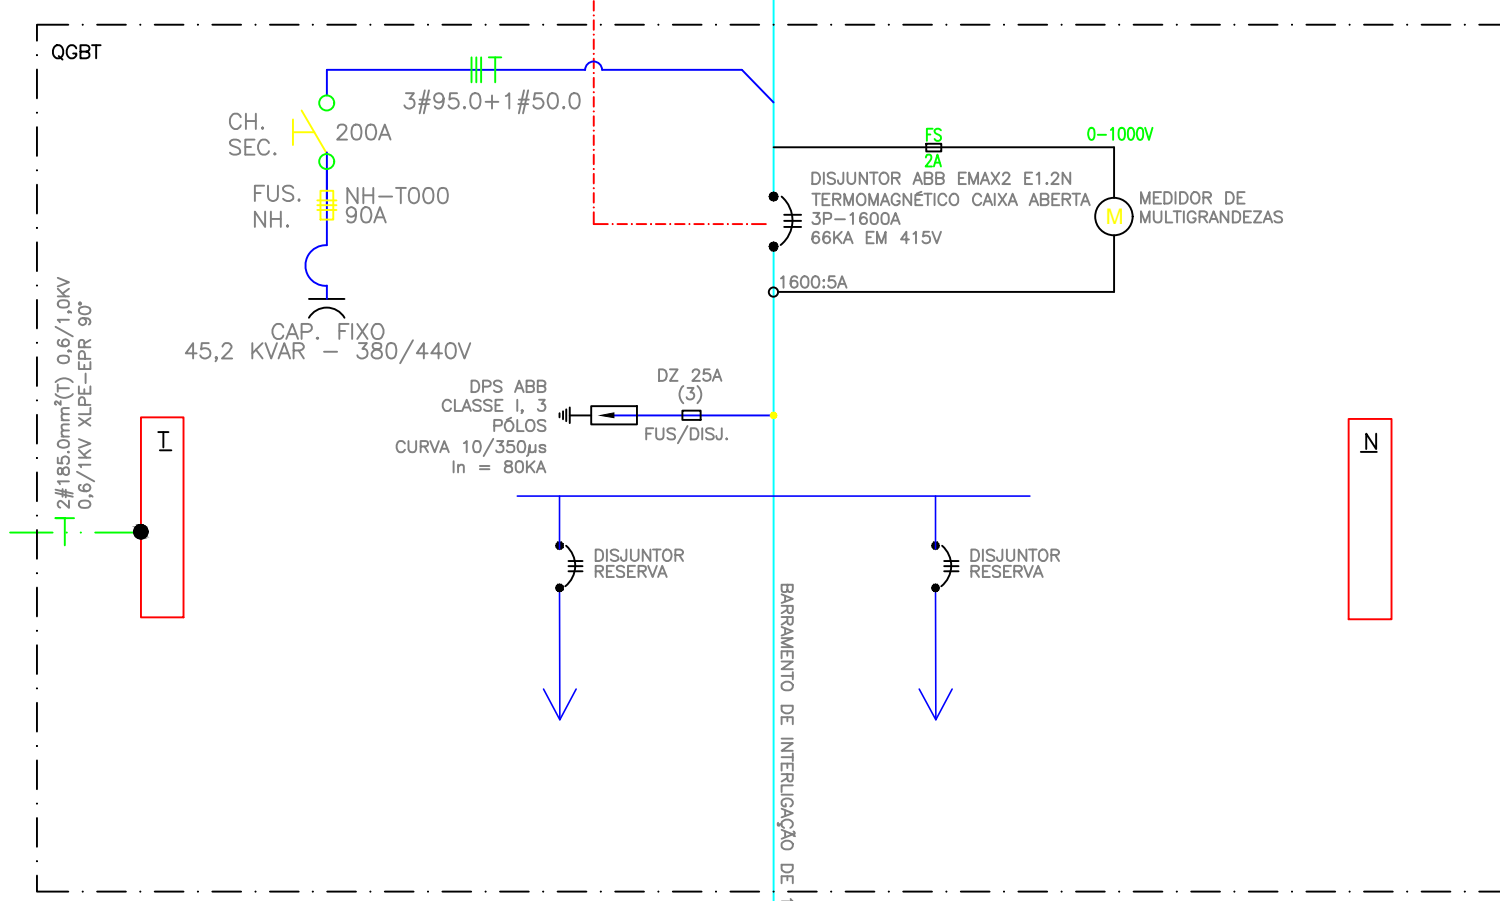 QGBT
3#95.0+1#50.0
T
CH.
SEC.
200A
FUS.
NH.
NH-T000
90A
CAP. FIXO
45,2 KVAR - 380/440V
FS
2A
0-1000V
DISJUNTOR ABB EMAX2 E1.2N
TERMOMAGNÉTICO CAIXA ABERTA
3P-1600A
66KA EM 415V
M
MEDIDOR DE
MULTIGRANDEZAS
1600:5A
2#185.0mm²(T) 0,6/1,0KV
0,6/1KV XLPE-EPR 90°
T
DPS ABB
CLASSE I, 3
PÓLOS
CURVA 10/350µs
In = 80KA
DZ 25A
(3)
FUS/DISJ.
T
N
DISJUNTOR
RESERVA
DISJUNTOR
RESERVA
BARRAMENTO DE INTERLIGAÇÃO DE